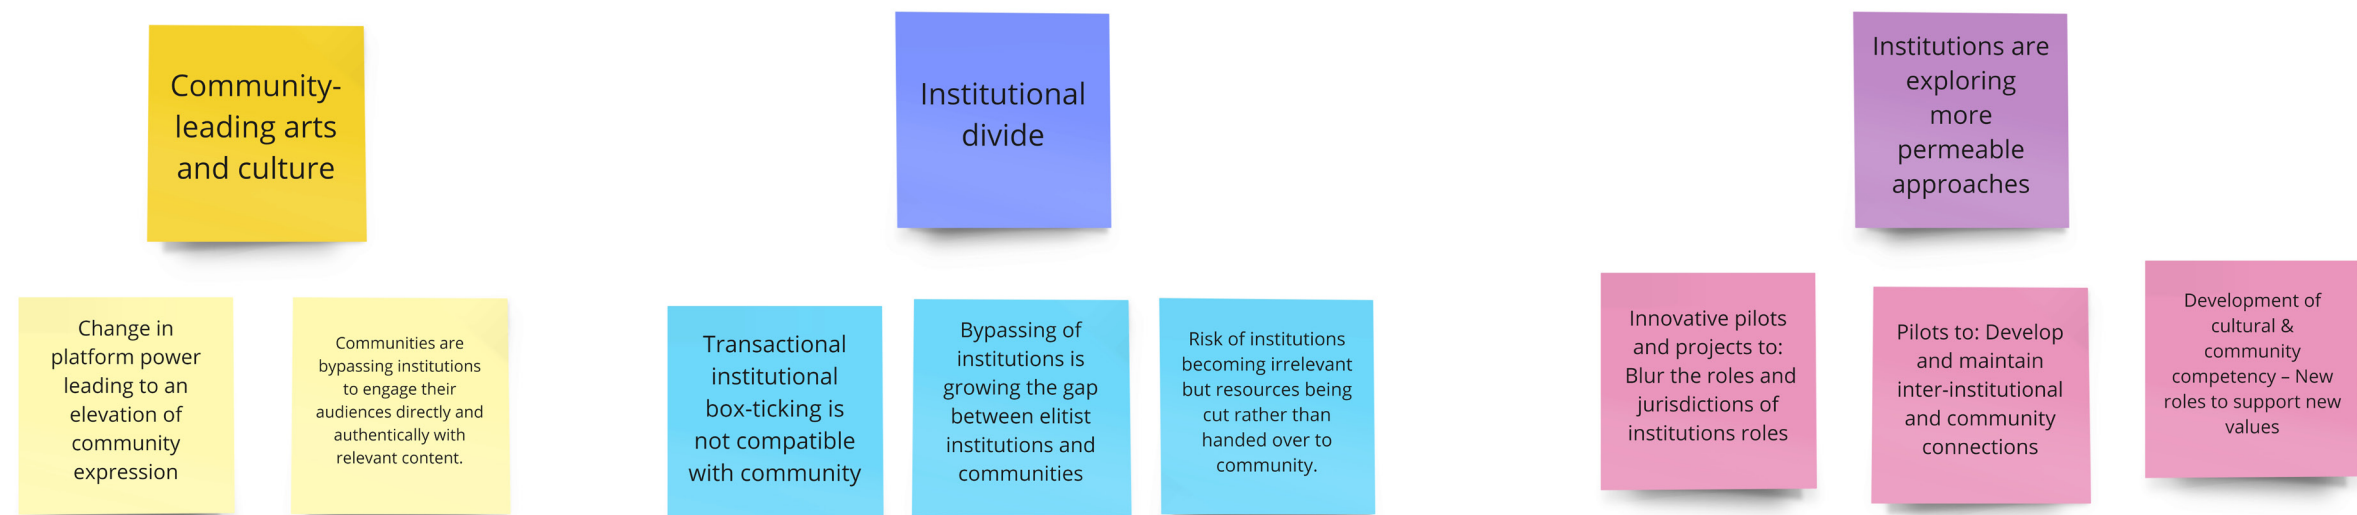 Community-
leading arts
and culture
Institutional
divide
Institutions are
exploring
more
permeable
approaches
Change in
platform power
leading to an
elevation of
community
expression
Communities are
bypassing institutions
to engage their
audiences directly and
authentically with
relevant content.
Transactional
institutional
box-ticking is
not compatible
with community
Bypassing of
institutions is
growing the gap
between elitist
institutions and
communities
Risk of institutions
becoming irrelevant
but resources being
cut rather than
handed over to
community.
Innovative pilots
and projects to:
Blur the roles and
jurisdictions of
institutions roles
Pilots to: Develop
and maintain
inter-institutional
and community
connections
Development of
cultural &
community
competency – New
roles to support new
values